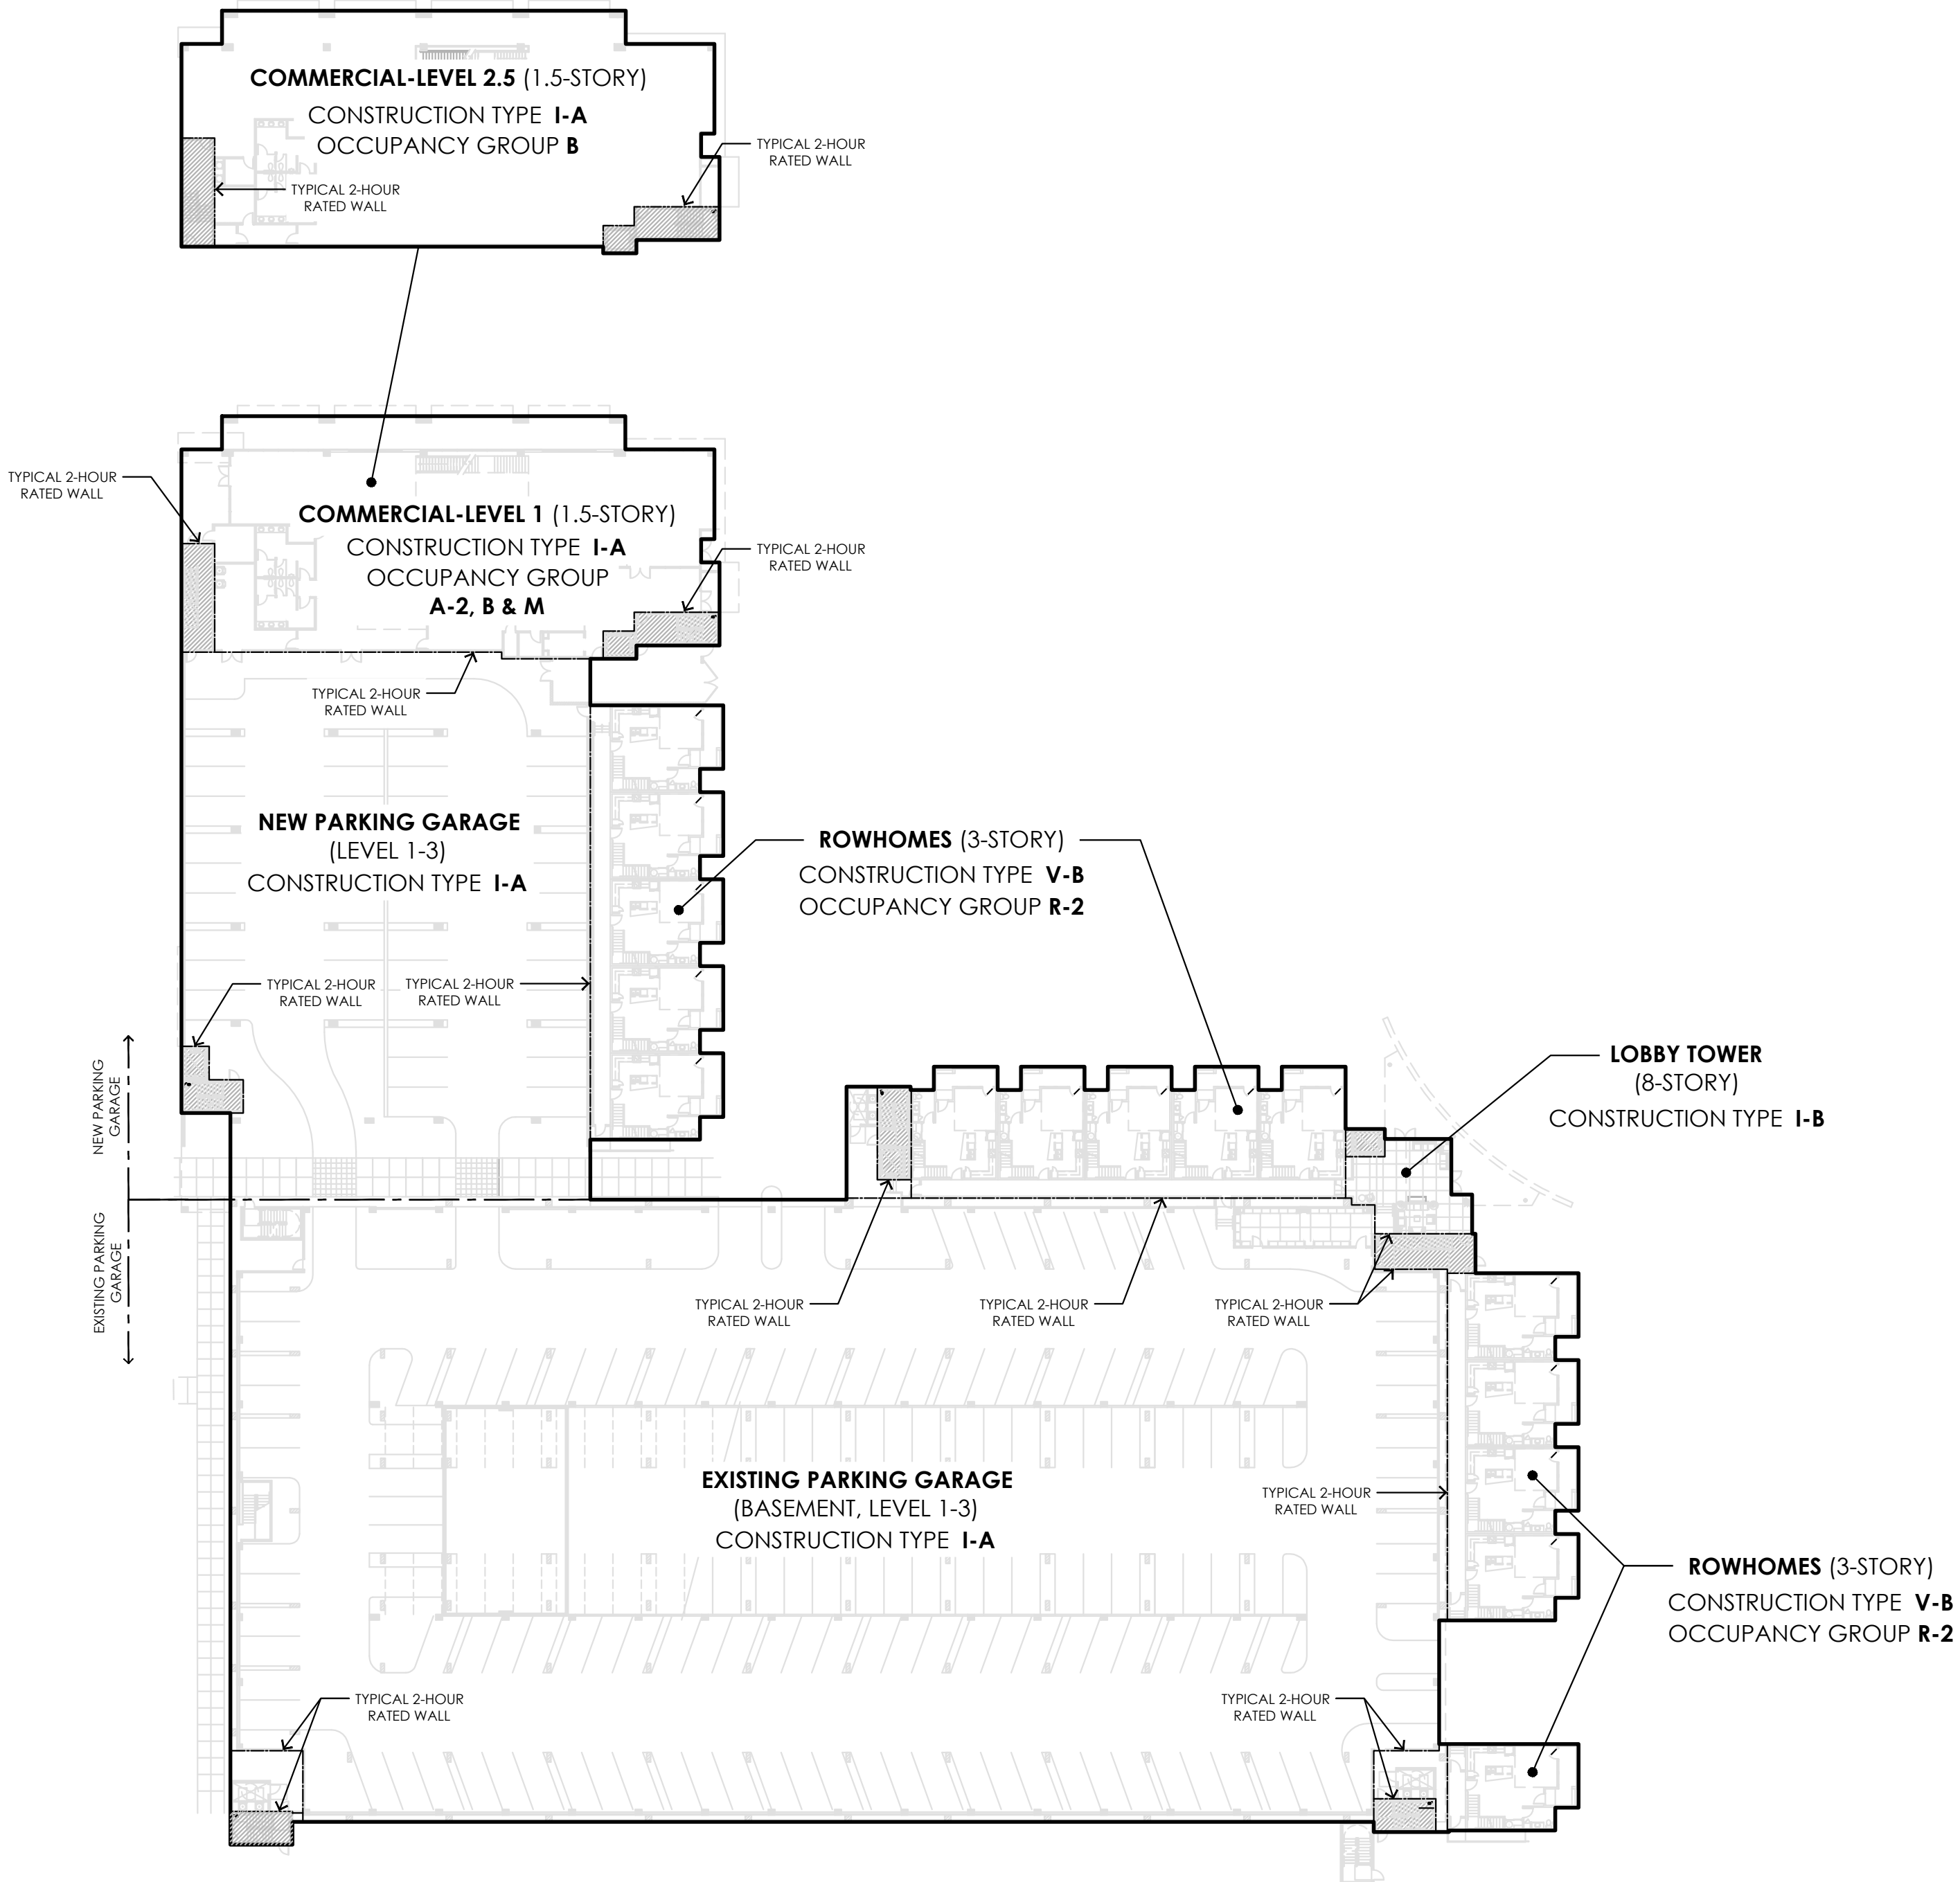 COMMERCIAL-LEVEL 2.5 (1.5-STORY)
CONSTRUCTION TYPE I-A
OCCUPANCY GROUP B
TYPICAL 2-HOUR
RATED WALL
TYPICAL 2-HOUR
RATED WALL
TYPICAL 2-HOUR
RATED WALL
COMMERCIAL-LEVEL 1 (1.5-STORY)
CONSTRUCTION TYPE I-A
OCCUPANCY GROUP
A-2, B & M
TYPICAL 2-HOUR
RATED WALL
TYPICAL 2-HOUR
RATED WALL
NEW PARKING GARAGE
(LEVEL 1-3)
CONSTRUCTION TYPE I-A
ROWHOMES (3-STORY)
CONSTRUCTION TYPE V-B
OCCUPANCY GROUP R-2
TYPICAL 2-HOUR
RATED WALL
TYPICAL 2-HOUR
RATED WALL
NEW PARKING
GARAGE
LOBBY TOWER
(8-STORY)
CONSTRUCTION TYPE I-B
EXISTING PARKING
GARAGE
TYPICAL 2-HOUR
RATED WALL
TYPICAL 2-HOUR
RATED WALL
TYPICAL 2-HOUR
RATED WALL
EXISTING PARKING GARAGE
(BASEMENT, LEVEL 1-3)
CONSTRUCTION TYPE I-A
TYPICAL 2-HOUR
RATED WALL
ROWHOMES (3-STORY)
CONSTRUCTION TYPE V-B
OCCUPANCY GROUP R-2
TYPICAL 2-HOUR
RATED WALL
TYPICAL 2-HOUR
RATED WALL